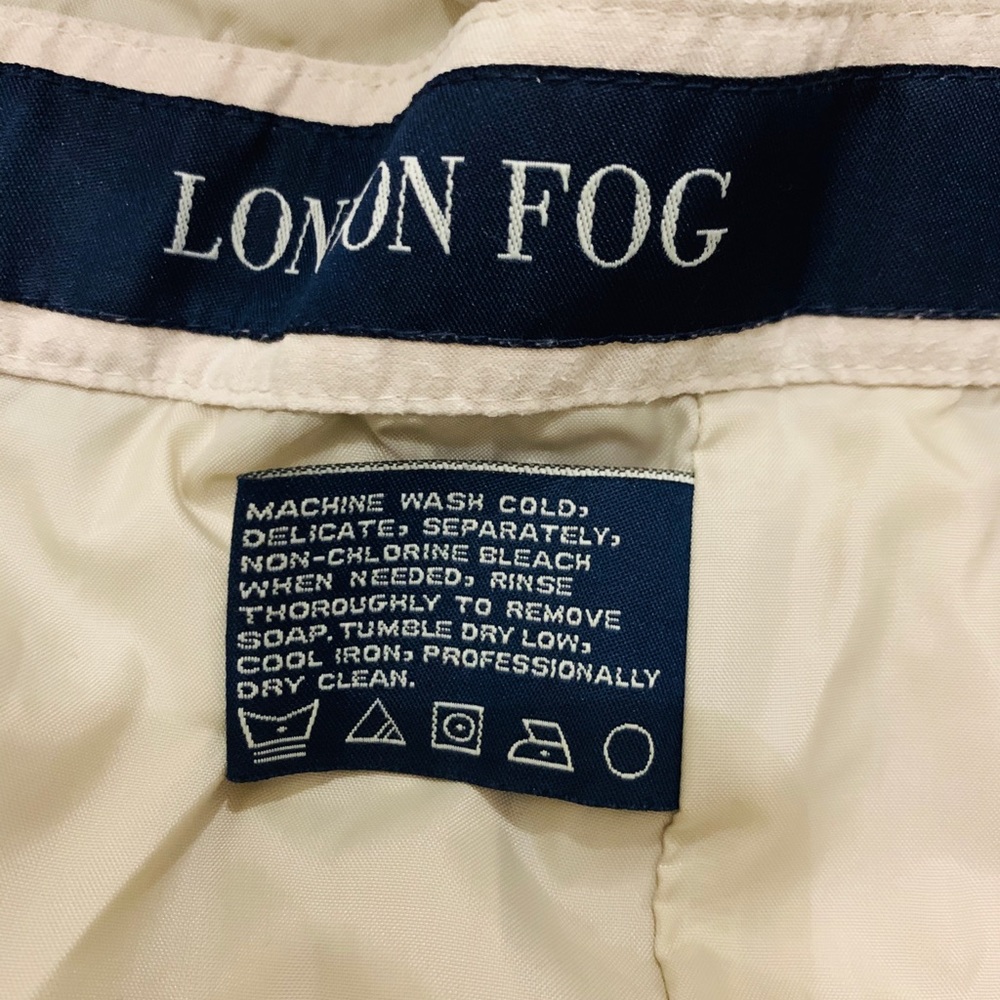 LONDON FOG
MACHINE WASH COLD,
DELICATE, SEPARATELY,
NON-CHLORINE BLEACH
WHEN NEEDED, RINSE
THOROUGHLY TO REMOVE
SOAP. TUMBLE DRY LOW,
COOL IRON, PROFESSIONALLY
DRY CLEAN.